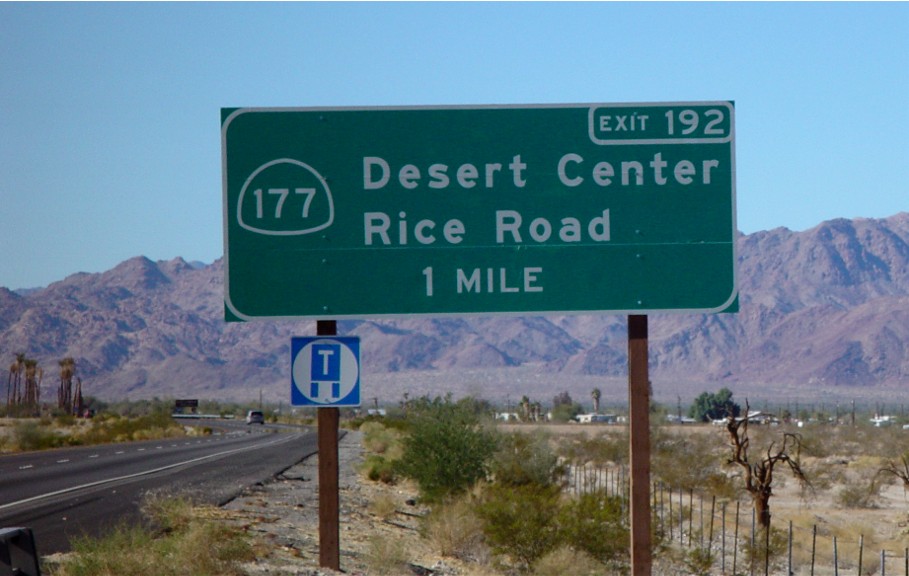 EXIT 192
177
Desert Center
Rice Road
1 MILE
T